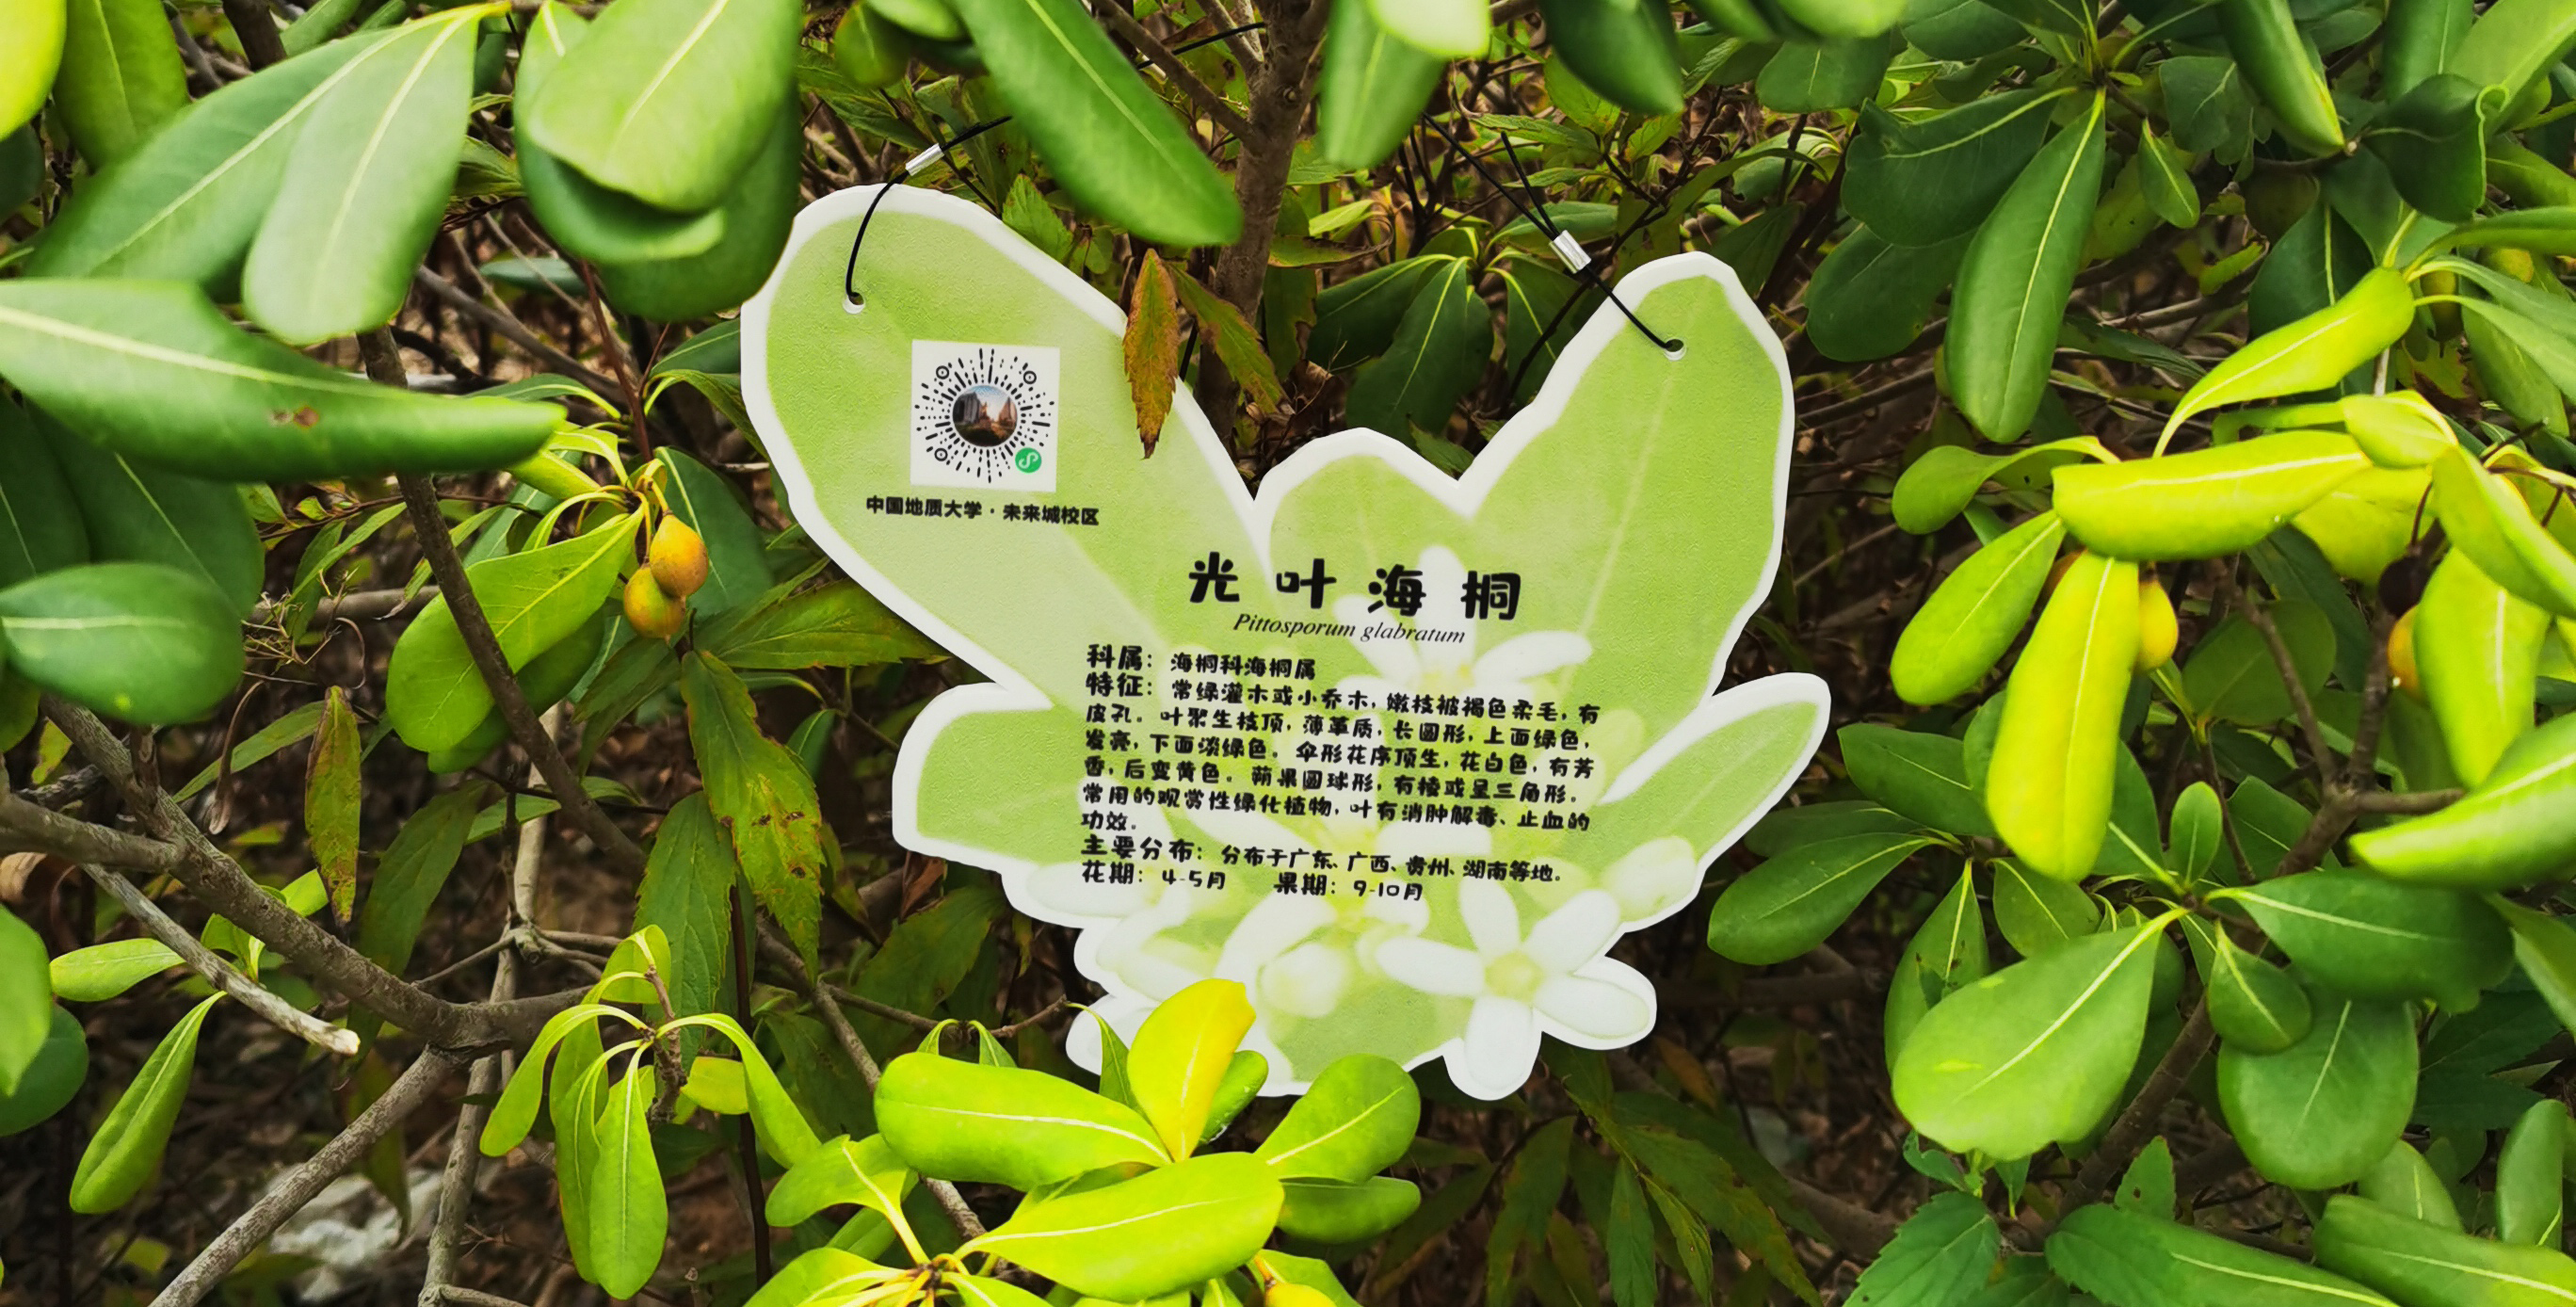 中国地质大学·未来城校区
光叶海桐
Pittosporum glabratum
科属：海桐科海桐属
特征：常绿灌木或小乔木，嫩枝被褐色柔毛，有
皮孔。叶聚生枝顶，薄革质，长圆形，上面绿色，
发亮，下面淡绿色。伞形花序顶生，花白色，有芳
香，后变黄色。蒴果圆球形，有棱或呈三角形。
常用的观赏性绿化植物，叶有消肿解毒、止血的
功效。
主要分布：分布于广东、广西、贵州、湖南等地。
花期：4-5月 果期：9-10月